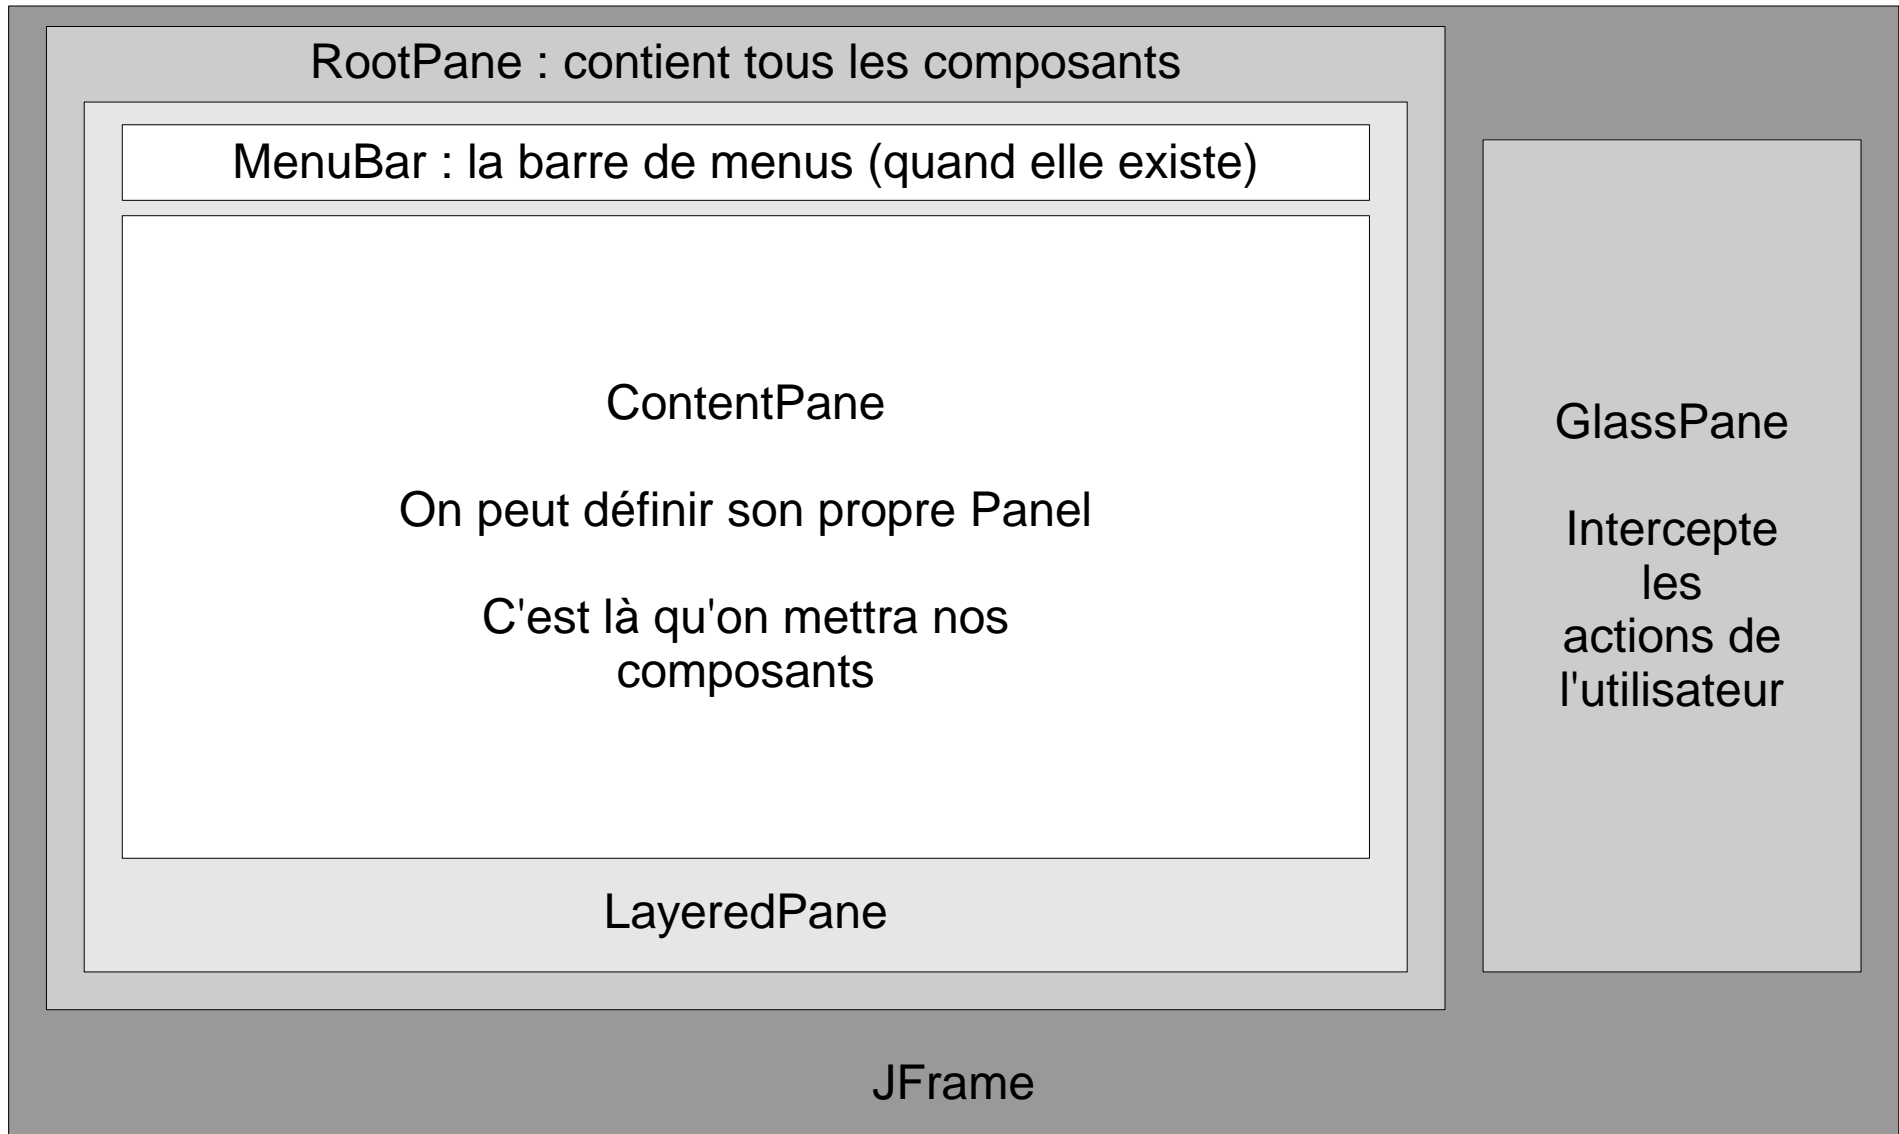 RootPane : contient tous les composants
MenuBar : la barre de menus (quand elle existe)
ContentPane
On peut définir son propre Panel
C'est là qu'on mettra nos
composants
LayeredPane
GlassPane
Intercepte
les
actions de
l'utilisateur
JFrame